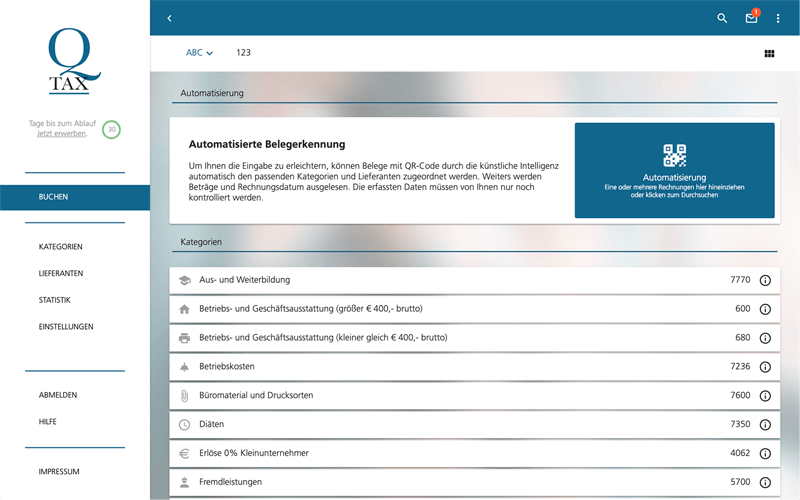 1
ABC 123
Q
TAX
Tage bis zum Ablauf
Jetzt erwerben.
30
BUCHEN
KATEGORIEN
LIEFERANTEN
STATISTIK
EINSTELLUNGEN
ABMELDEN
HILFE
IMPRESSUM
Automatisierung
Automatisierte Belegerkennung
Um Ihnen die Eingabe zu erleichtern, können Belege mit QR-Code durch die künstliche Intelligenz
automatisch den passenden Kategorien und Lieferanten zugeordnet werden. Weiters werden
Beträge und Rechnungsdatum ausgelesen. Die erfassten Daten müssen von Ihnen nur noch
kontrolliert werden.
Automatisierung
Eine oder mehrere Rechnungen hier hineinziehen
oder klicken zum Durchsuchen
Kategorien
Aus- und Weiterbildung 7770
Betriebs- und Geschäftsausstattung (größer € 400,- brutto) 600
Betriebs- und Geschäftsausstattung (kleiner gleich € 400,- brutto) 680
Betriebskosten 7236
Büromaterial und Drucksorten 7600
Diäten 7350
Erlöse 0% Kleinunternehmer 4062
Fremdleistungen 5700